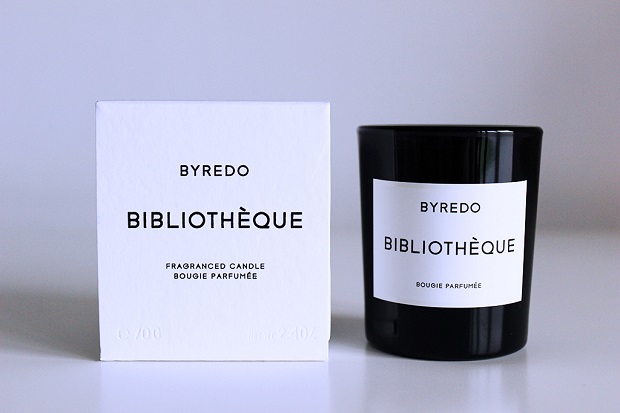 BYREDO
BIBLIOTHÈQUE
FRAGRANCED CANDLE
BOUGIE PARFUMÉE
BYREDO
BIBLIOTHÈQUE
BOUGIE PARFUMÉE